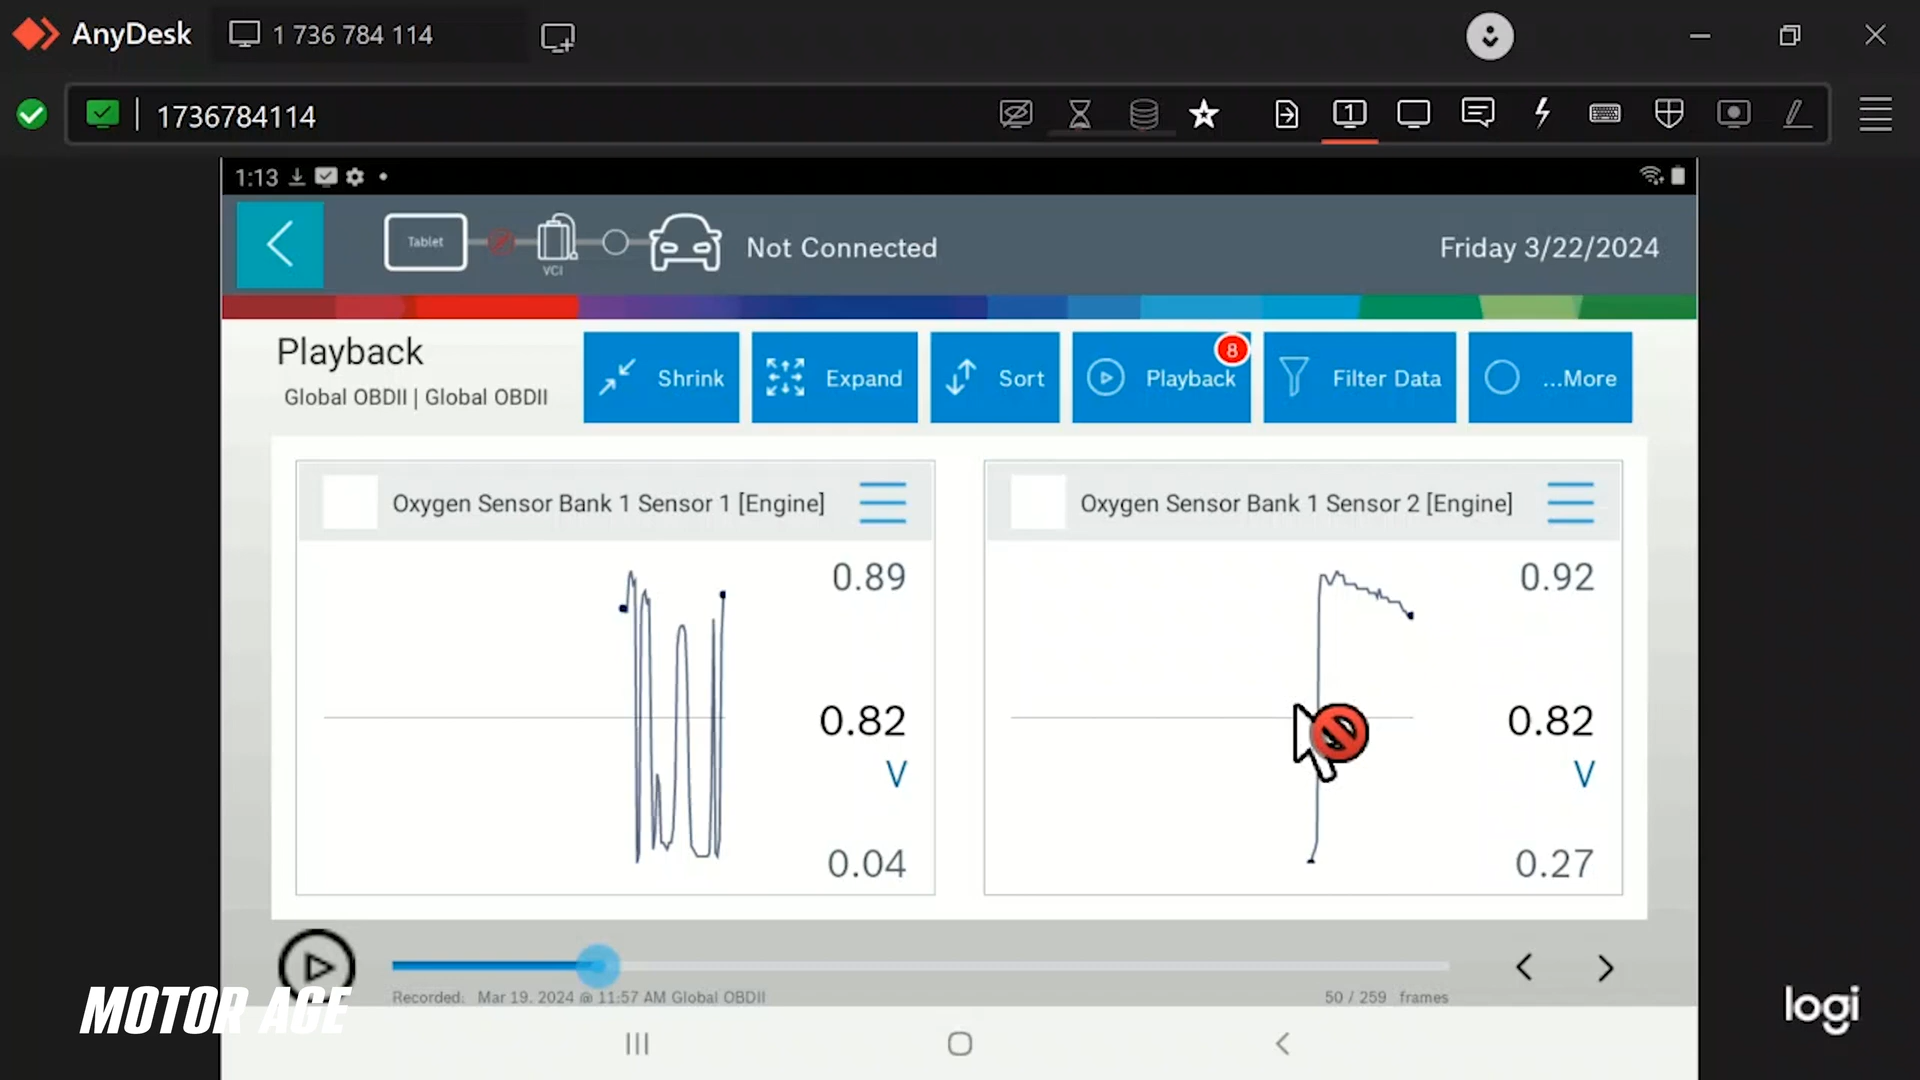 AnyDesk
1 736 784 114
1736784114
1
1:13
Tablet
VCI
Not Connected
Friday 3/22/2024
Playback
Global OBDII | Global OBDII
Shrink
Expand
Sort
Playback
8
Filter Data
...More
Oxygen Sensor Bank 1 Sensor 1 [Engine]
0.89
0.82
V
0.04
Oxygen Sensor Bank 1 Sensor 2 [Engine]
0.92
0.82
V
0.27
Recorded: Mar 19. 2024 @ 11:57 AM Global OBDII
50 / 259 frames
MOTOR AGE
logi